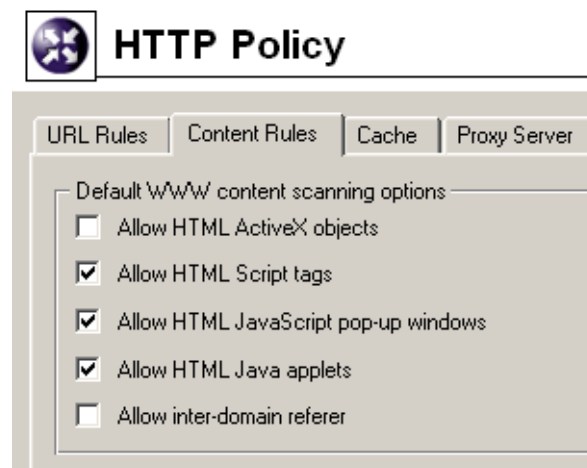 HTTP Policy
URL Rules Content Rules Cache Proxy Server
Default WWW content scanning options
Allow HTML ActiveX objects
Allow HTML Script tags
Allow HTML JavaScript pop-up windows
Allow HTML Java applets
Allow inter-domain referer